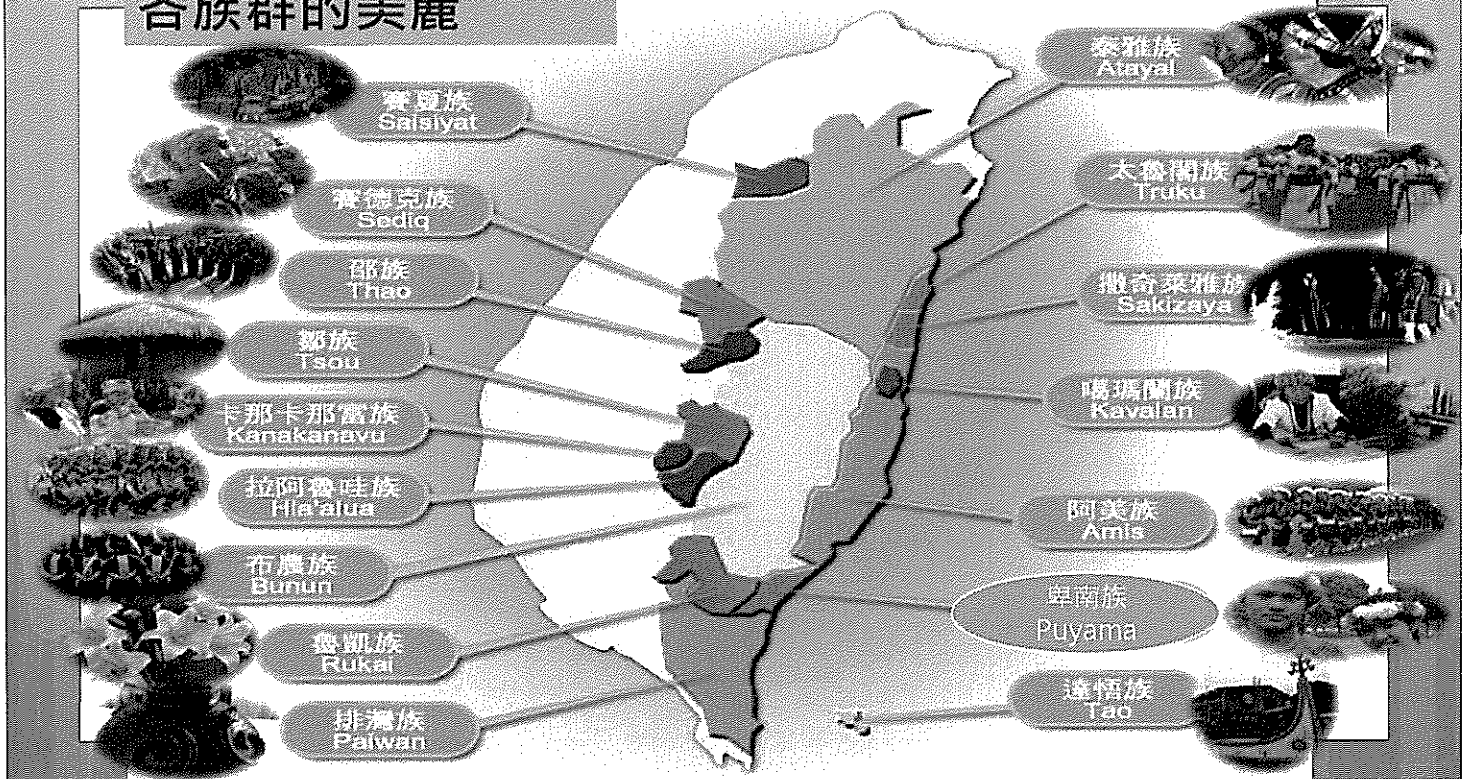 各族群的美麗
賽夏族
Saisiyat
賽德克族
Sediq
邵族
Thao
鄒族
Tsou
卡那卡那富族
Kanakanavu
拉阿魯哇族
Hla'alua
布農族
Bunun
魯凱族
Rukai
排灣族
Paiwan
泰雅族
Atayal
太魯閣族
Truku
撒奇萊雅族
Sakizaya
噶瑪蘭族
Kavalan
阿美族
Amis
卑南族
Puyama
達悟族
Tao